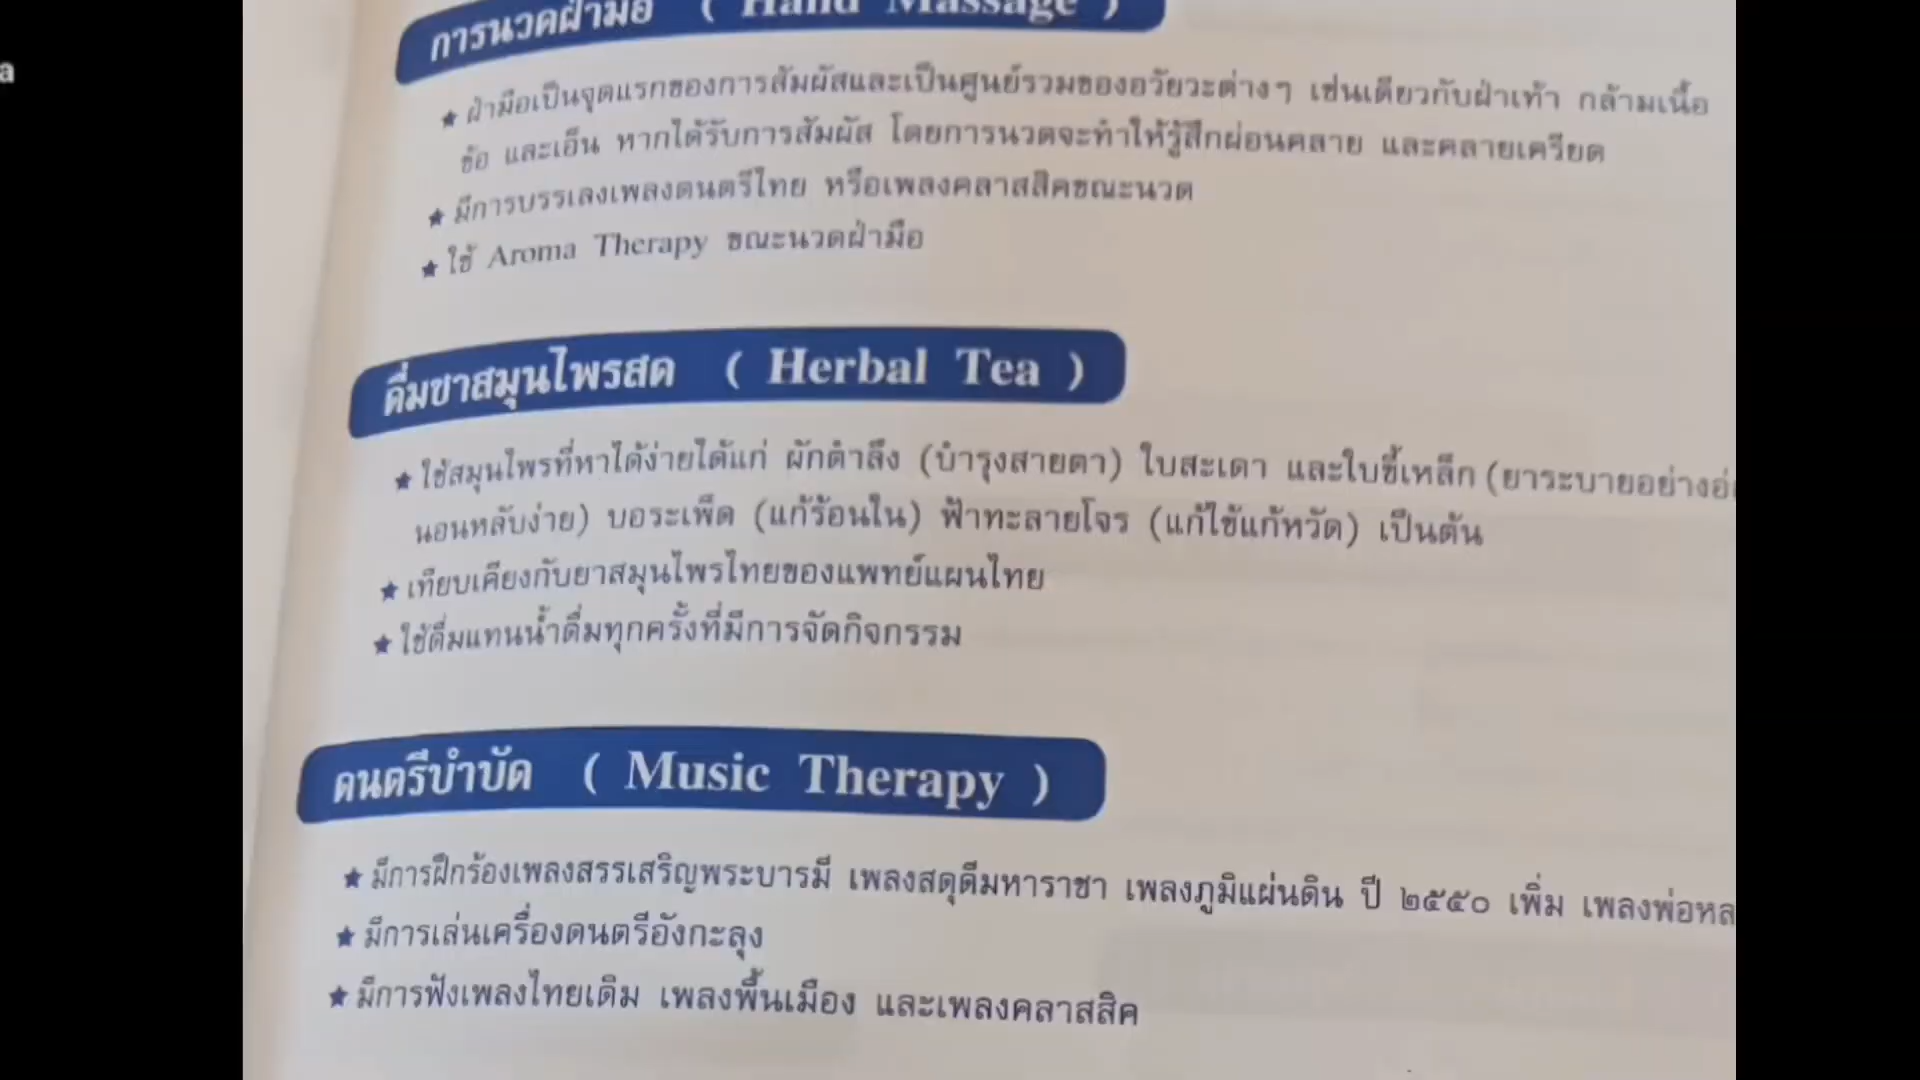 a
การนวดฝ่ามือ ( Hand Massage )
★ ฝ่ามือเป็นจุดแรกของการสัมผัสและเป็นศูนย์รวมของอวัยวะต่างๆ เช่นเดียวกับฝ่าเท้า กล้ามเนื้อ
ข้อ และเอ็น หากได้รับการสัมผัส โดยการนวดจะทำให้รู้สึกผ่อนคลาย และคลายเครียด
★ มีการบรรเลงเพลงดนตรีไทย หรือเพลงคลาสสิคขณะนวด
★ ใช้ Aroma Therapy ขณะนวดฝ่ามือ
ดื่มชาสมุนไพรสด ( Herbal Tea )
★ ใช้สมุนไพรที่หาได้ง่ายได้แก่ ผักตำลึง (บำรุงสายตา) ใบสะเดา และใบขี้เหล็ก (ยาระบายอย่าง
นอนหลับง่าย) บอระเพ็ด (แก้ร้อนใน) ฟ้าทะลายโจร (แก้ไข้แก้หวัด) เป็นต้น
★ เทียบเคียงกับยาสมุนไพรไทยของแพทย์แผนไทย
★ ใช้ดื่มแทนน้ำดื่มทุกครั้งที่มีการจัดกิจกรรม
ดนตรีบำบัด ( Music Therapy )
★ มีการฝึกร้องเพลงสรรเสริญพระบารมี เพลงสดุดีมหาราชา เพลงภูมิแผ่นดิน ปี ๒๕๕๐ เพิ่ม เพลงพ่อหล
★ มีการเล่นเครื่องดนตรีอังกะลุง
★ มีการฟังเพลงไทยเดิม เพลงพื้นเมือง และเพลงคลาสสิค